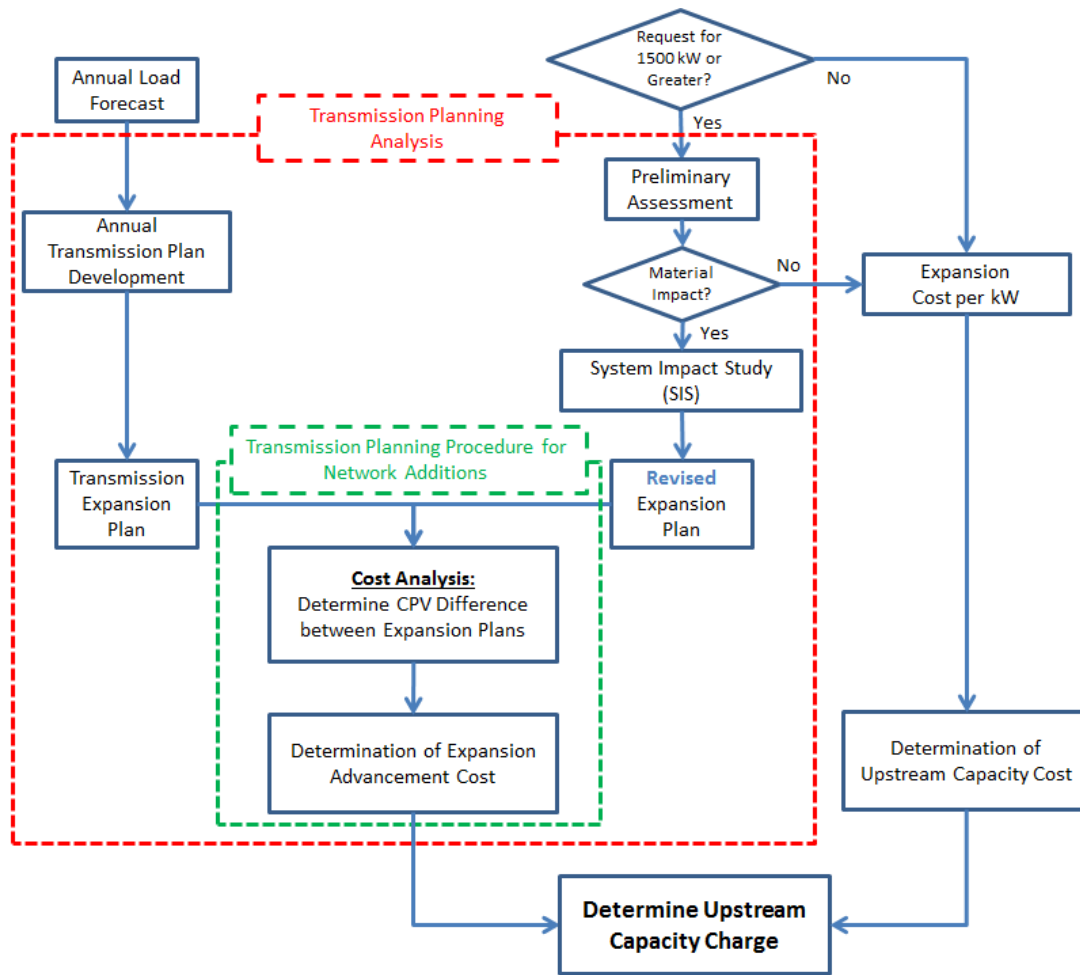 Request for
1500 kW or
Greater?
No
Yes
Annual Load
Forecast
Transmission Planning
Analysis
Preliminary
Assessment
Annual
Transmission Plan
Development
Material
Impact?
No
Yes
Expansion
Cost per kW
System Impact Study
(SIS)
Transmission Planning Procedure for
Network Additions
Transmission
Expansion
Plan
Revised
Expansion
Plan
Cost Analysis:
Determine CPV Difference
between Expansion Plans
Determination of Expansion
Advancement Cost
Determination of
Upstream Capacity Cost
Determine Upstream
Capacity Charge